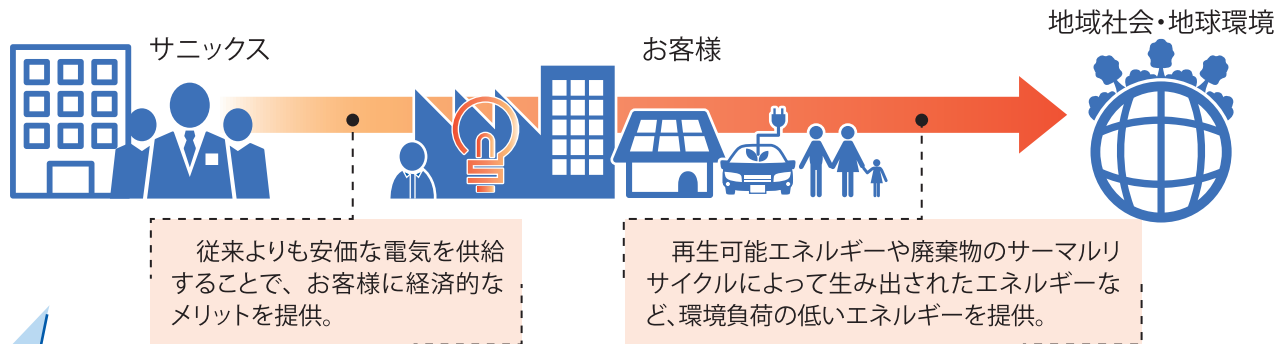 サニックス
お客様
地域社会・地球環境
従来よりも安価な電気を供給
することで、お客様に経済的な
メリットを提供。
再生可能エネルギーや廃棄物のサーマルリ
サイクルによって生み出されたエネルギーな
ど、環境負荷の低いエネルギーを提供。